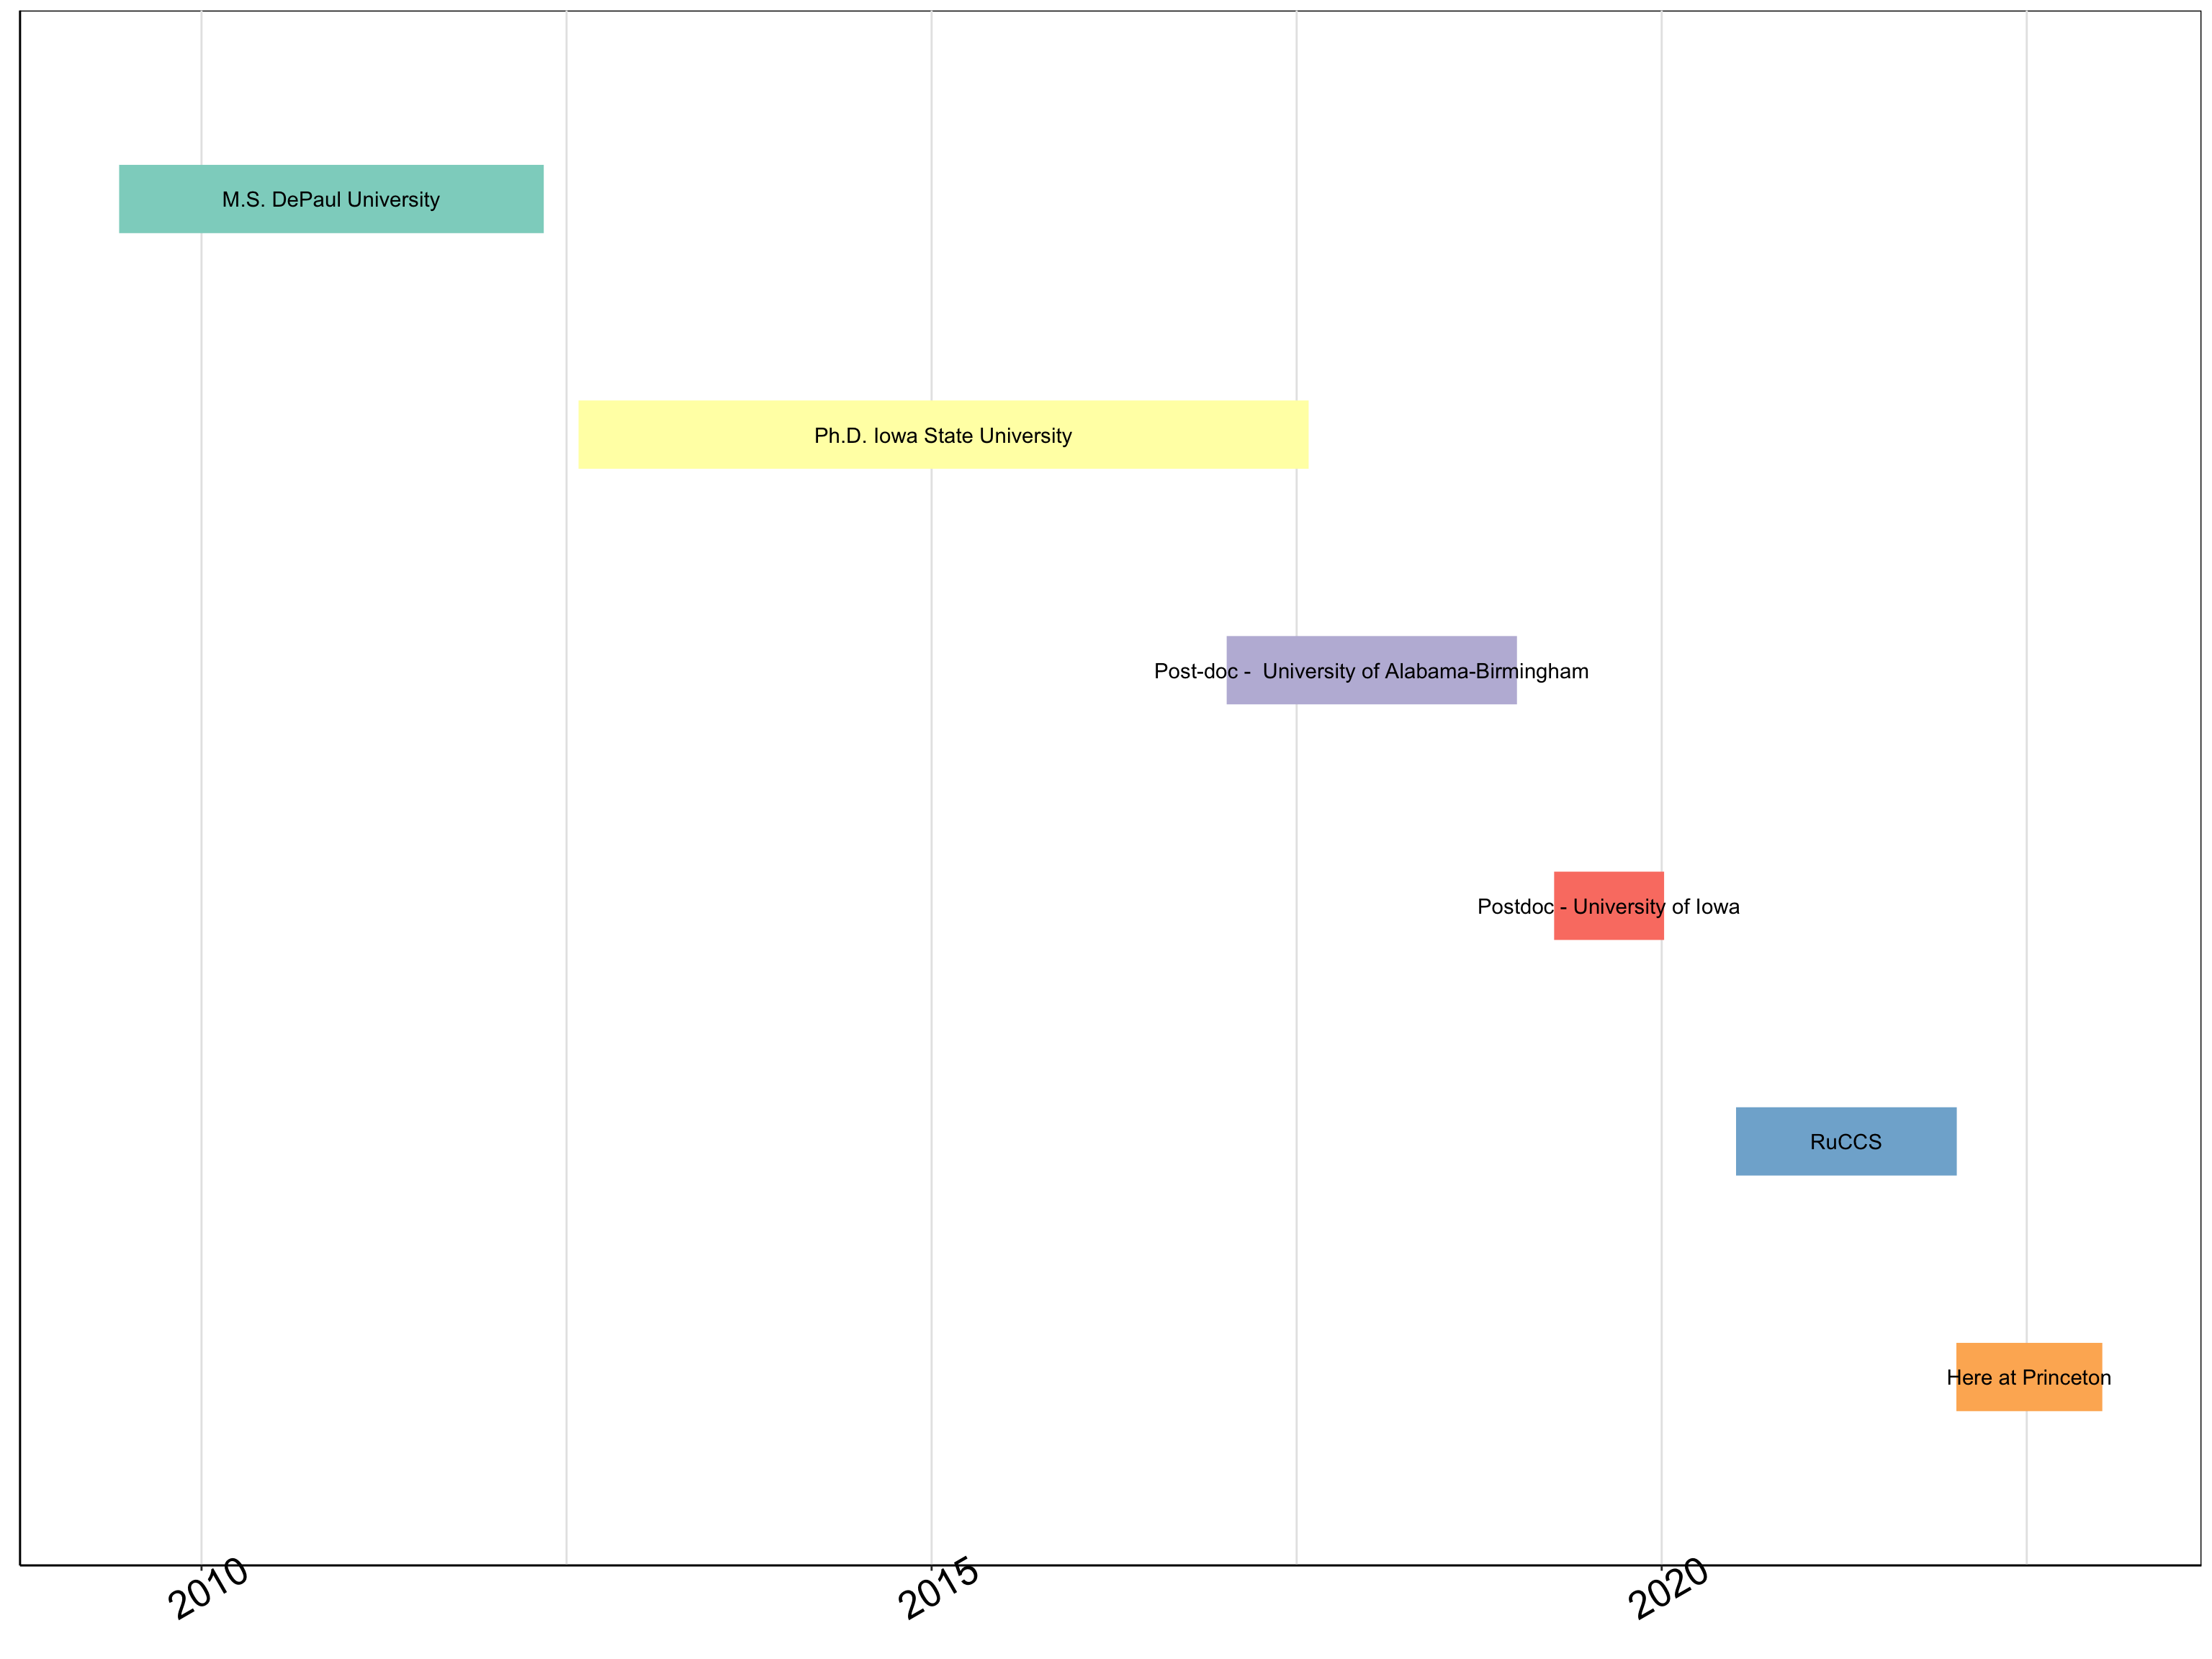 M.S. DePaul University
Ph.D. Iowa State University
Post-doc -  University of Alabama-Birmingham
Postdoc - University of Iowa
RuCCS
Here at Princeton
2010
2015
2020